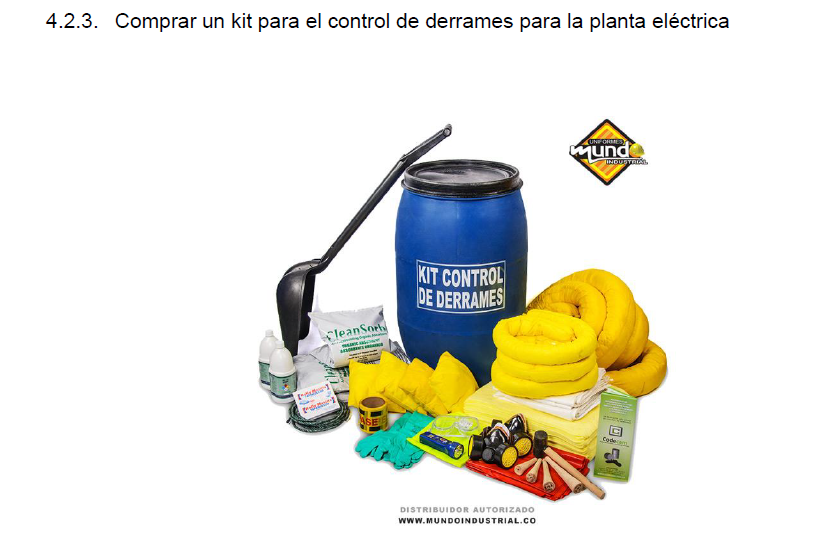 4.2.3. Comprar un kit para el control de derrames para la planta eléctrica
UNIFORMES
mundo
INDUSTRIAL
KIT CONTROL
DE DERRAMES
CleanSorb
DISTRIBUIDOR AUTORIZADO
WWW.MUNDOINDUSTRIAL.CO